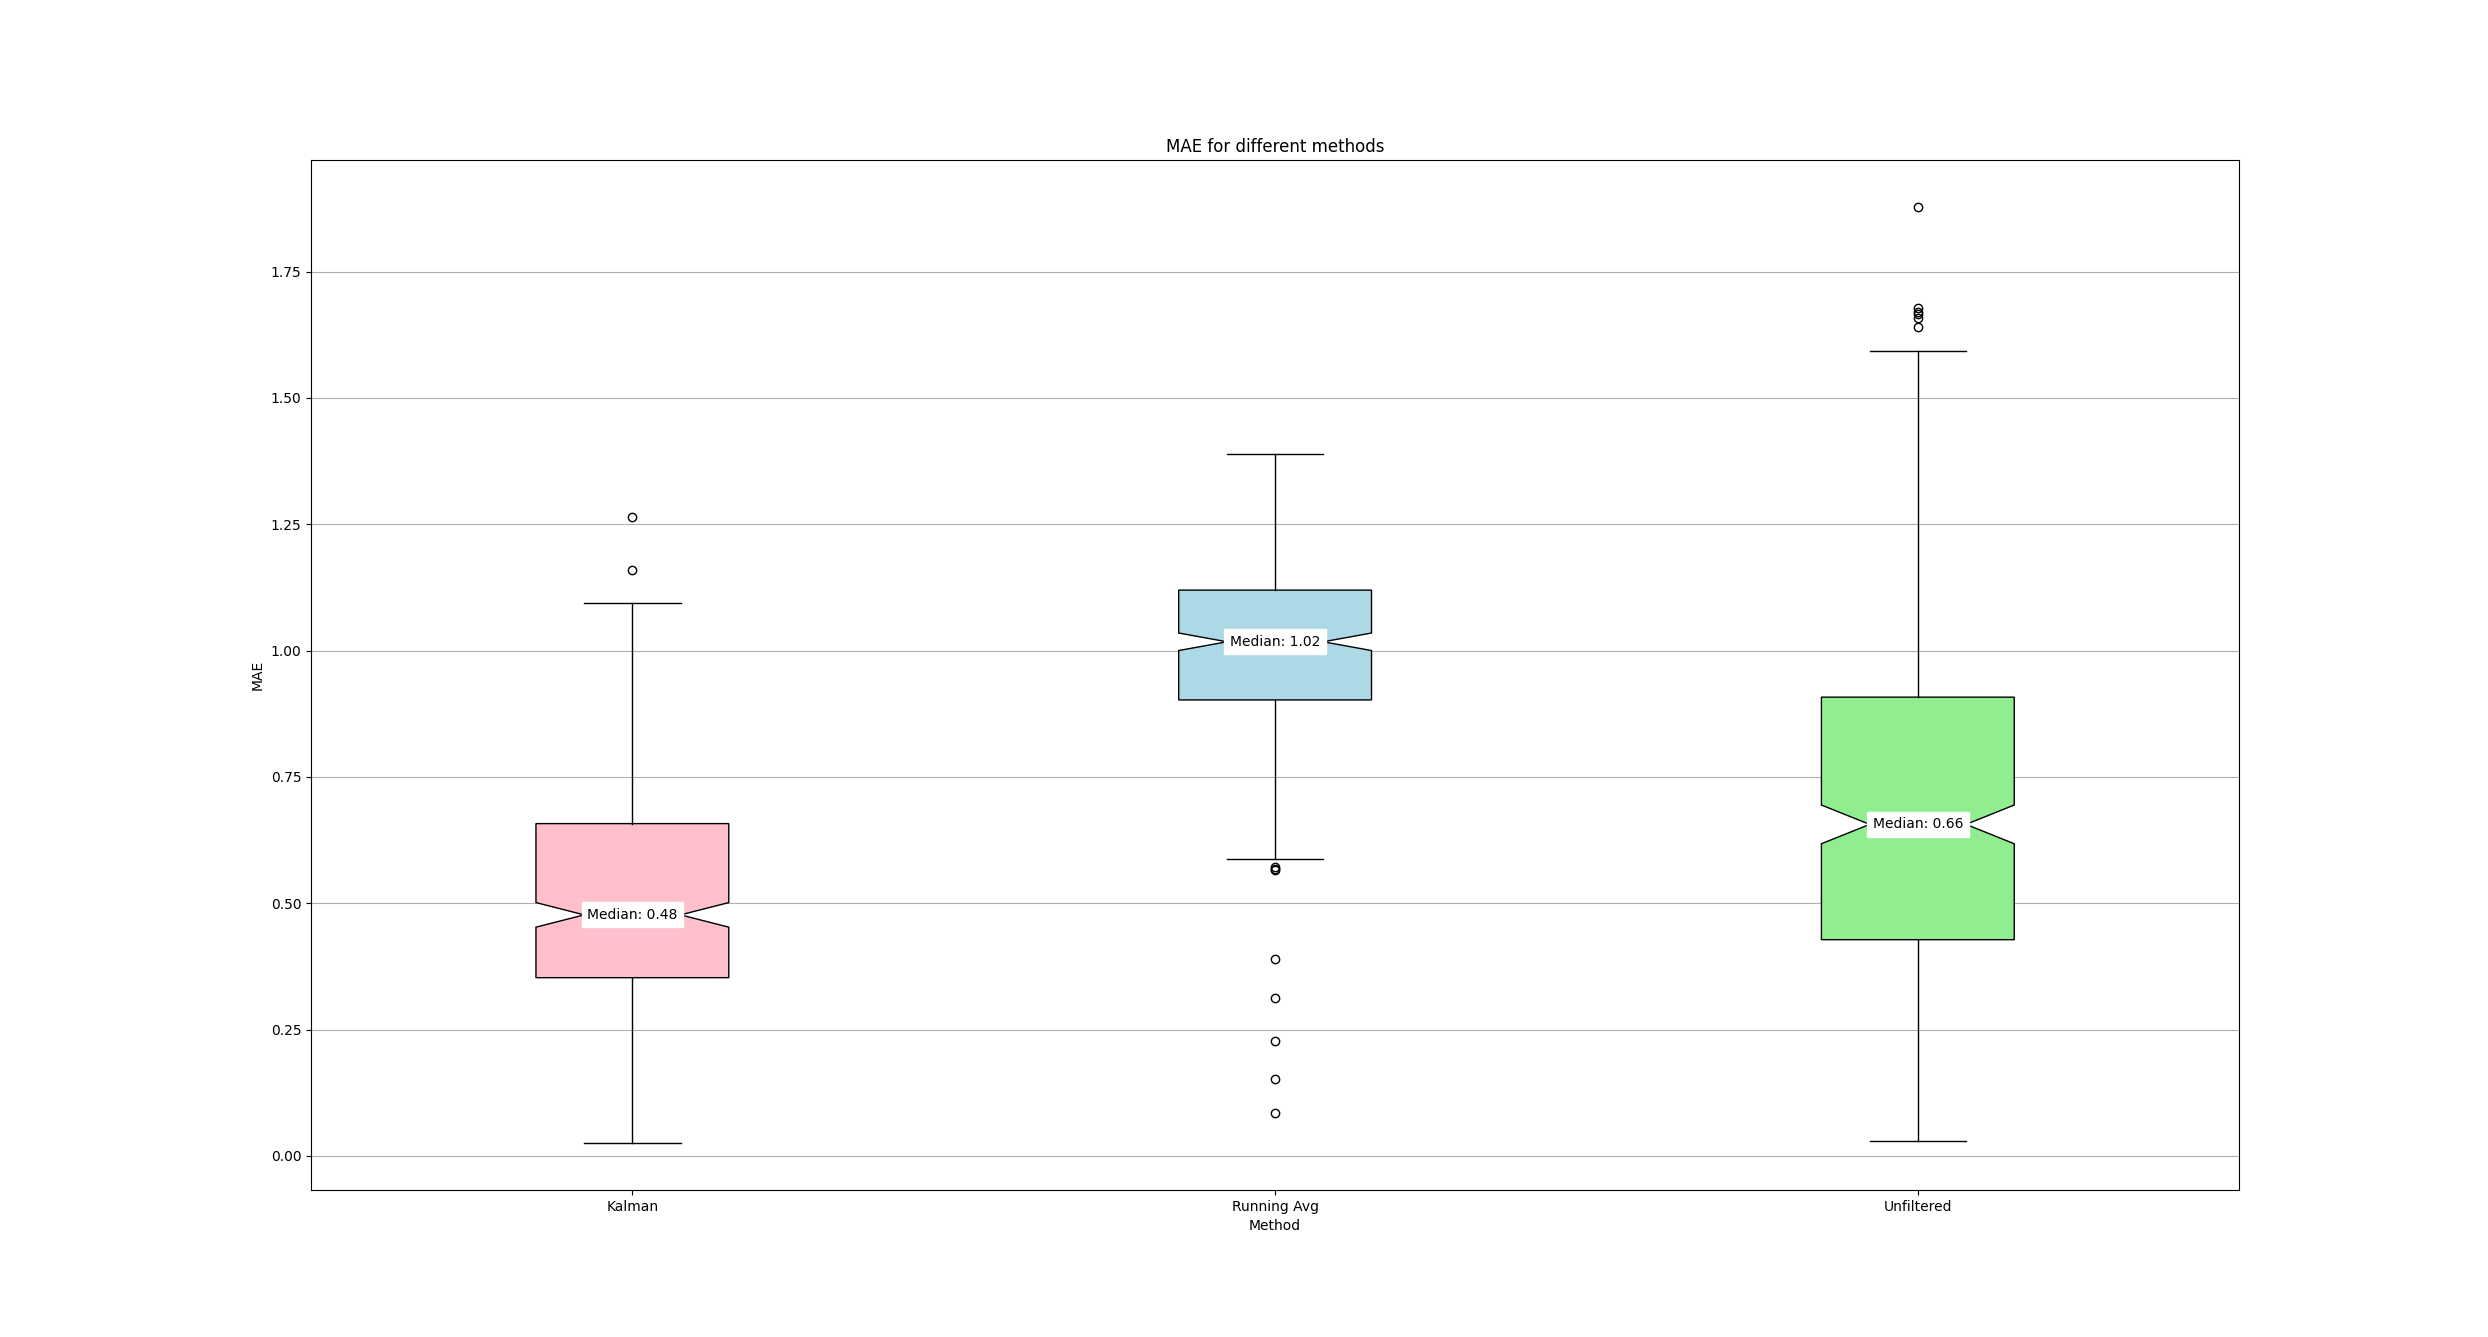 MAE for different methods
1.75
1.50
1.25
1.00
0.75
0.50
0.25
0.00
MAE
Median: 0.48
Median: 1.02
Median: 0.66
Kalman
Running Avg
Unfiltered
Method